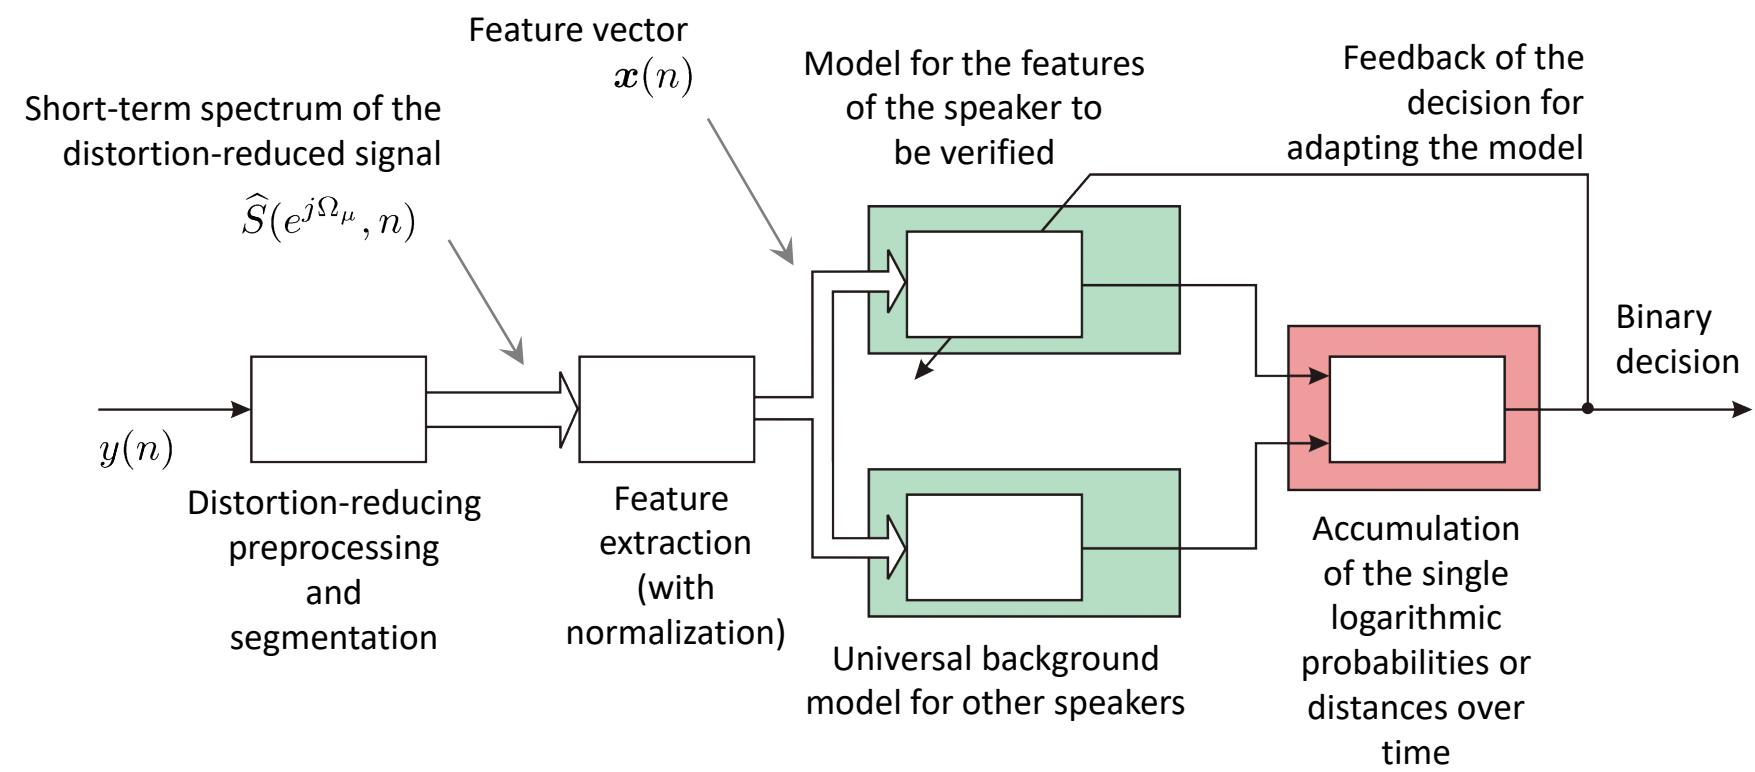 Feature vector
x(n)
Short-term spectrum of the
distortion-reduced signal
Ŝ(e^{jΩ_μ}, n)
Model for the features
of the speaker to
be verified
Feedback of the
decision for
adapting the model
Binary
decision
y(n)
Distortion-reducing
preprocessing
and
segmentation
Feature
extraction
(with
normalization)
Universal background
model for other speakers
Accumulation
of the single
logarithmic
probabilities or
distances over
time